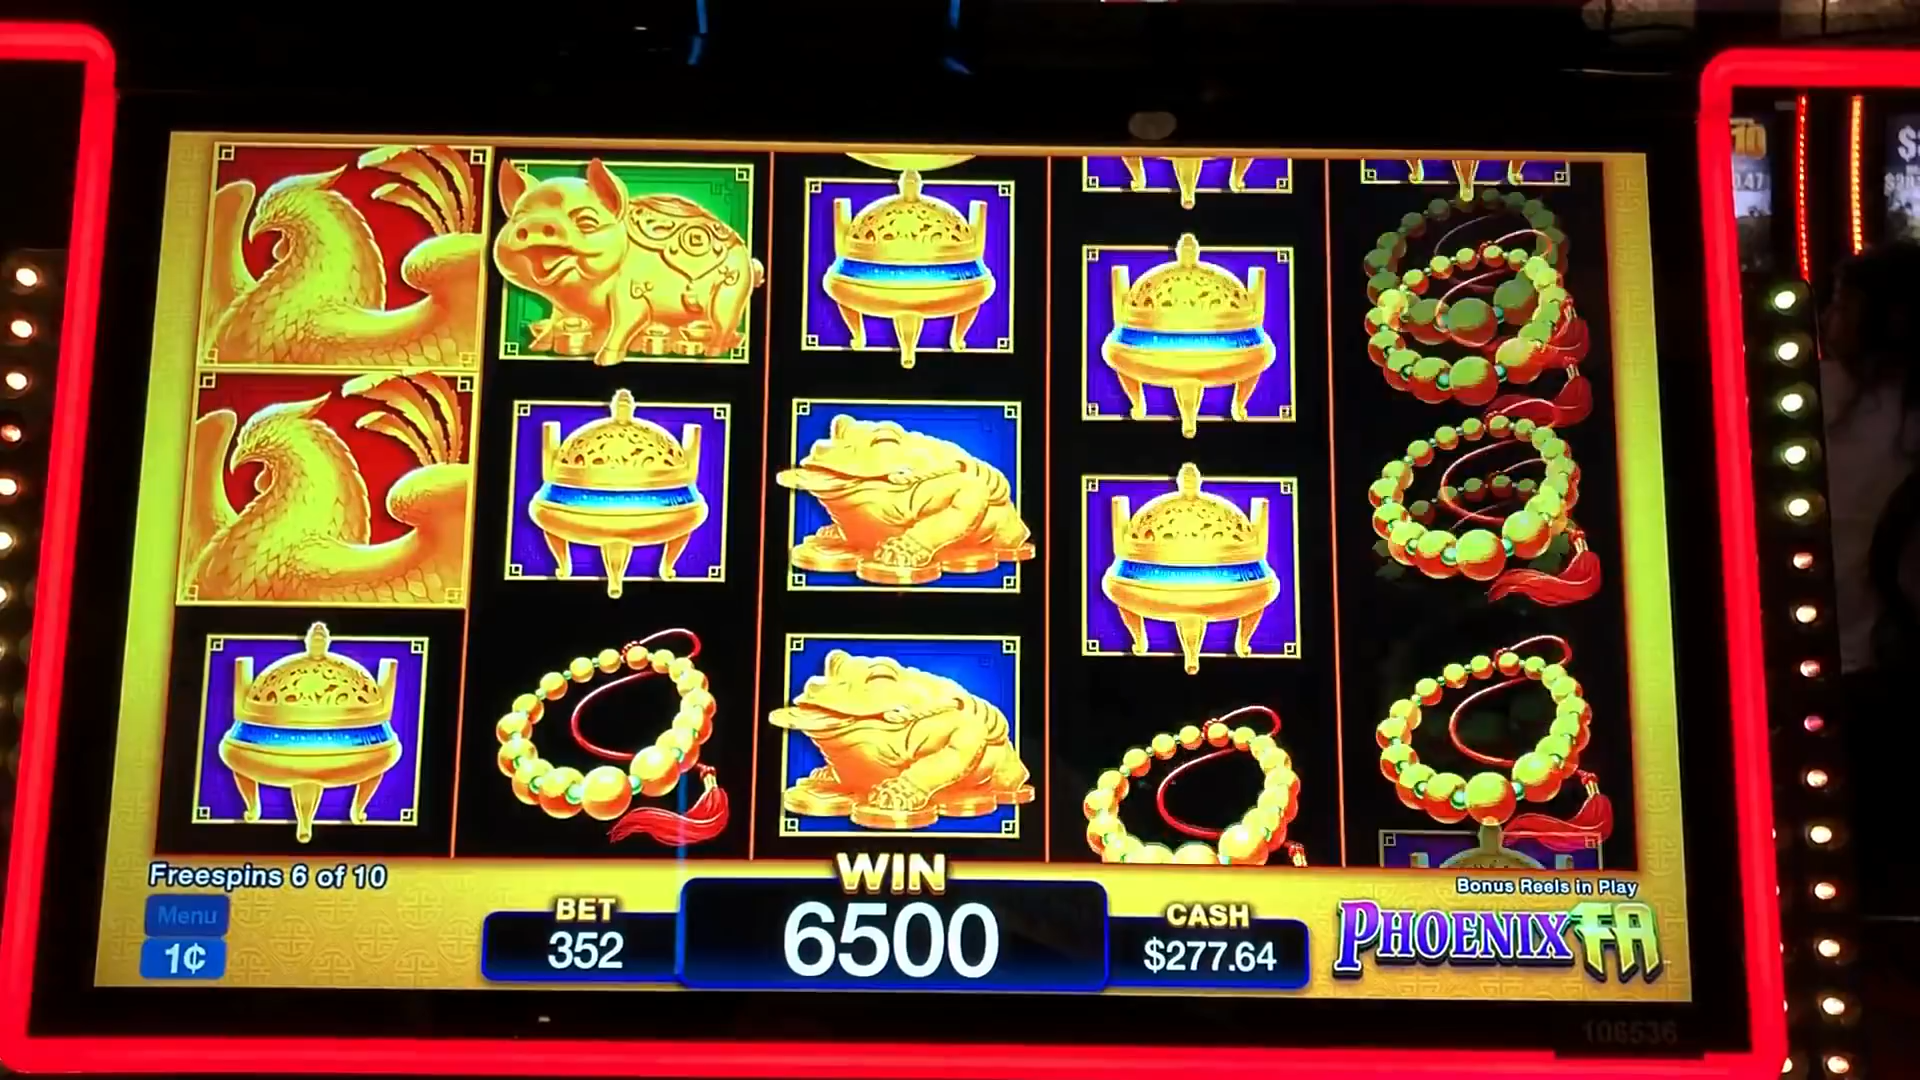 Freespins 6 of 10
Menu
1¢
BET
352
WIN
6500
CASH
$277.64
Bonus Reels in Play
PHOENIX FA
106536